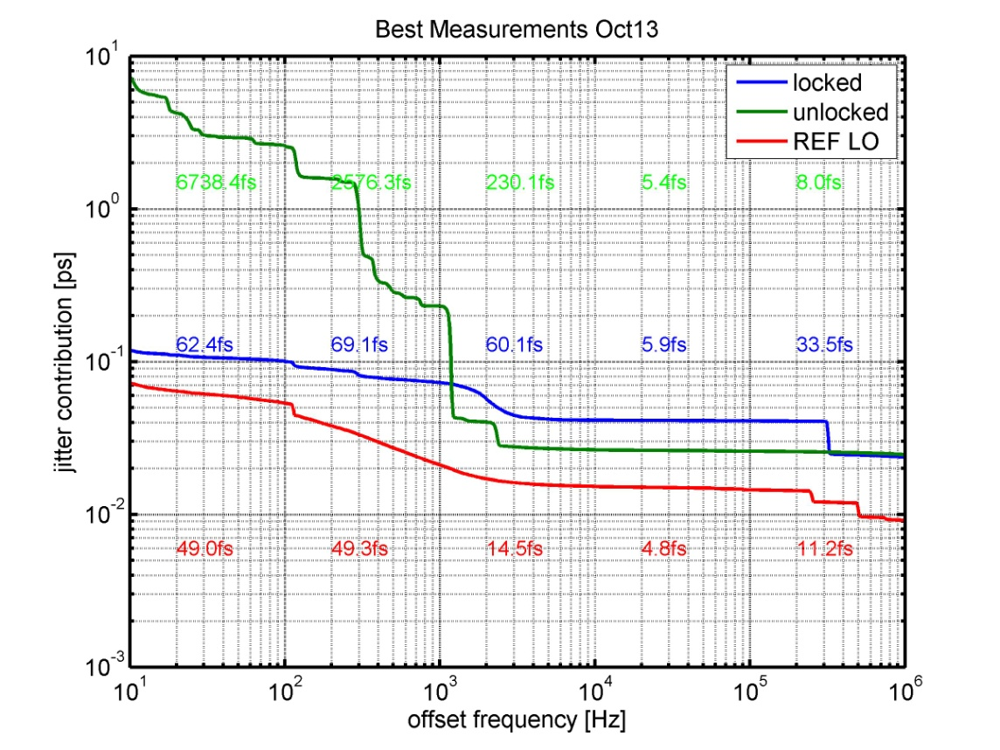 Best Measurements Oct13
10^1
10^0
10^-1
10^-2
10^-3
jitter contribution [ps]
locked
unlocked
REF LO
6738.4fs 2576.3fs 230.1fs 5.4fs 8.0fs
62.4fs 69.1fs 60.1fs 5.9fs 33.5fs
49.0fs 49.3fs 14.5fs 4.8fs 11.2fs
10^1 10^2 10^3 10^4 10^5 10^6
offset frequency [Hz]